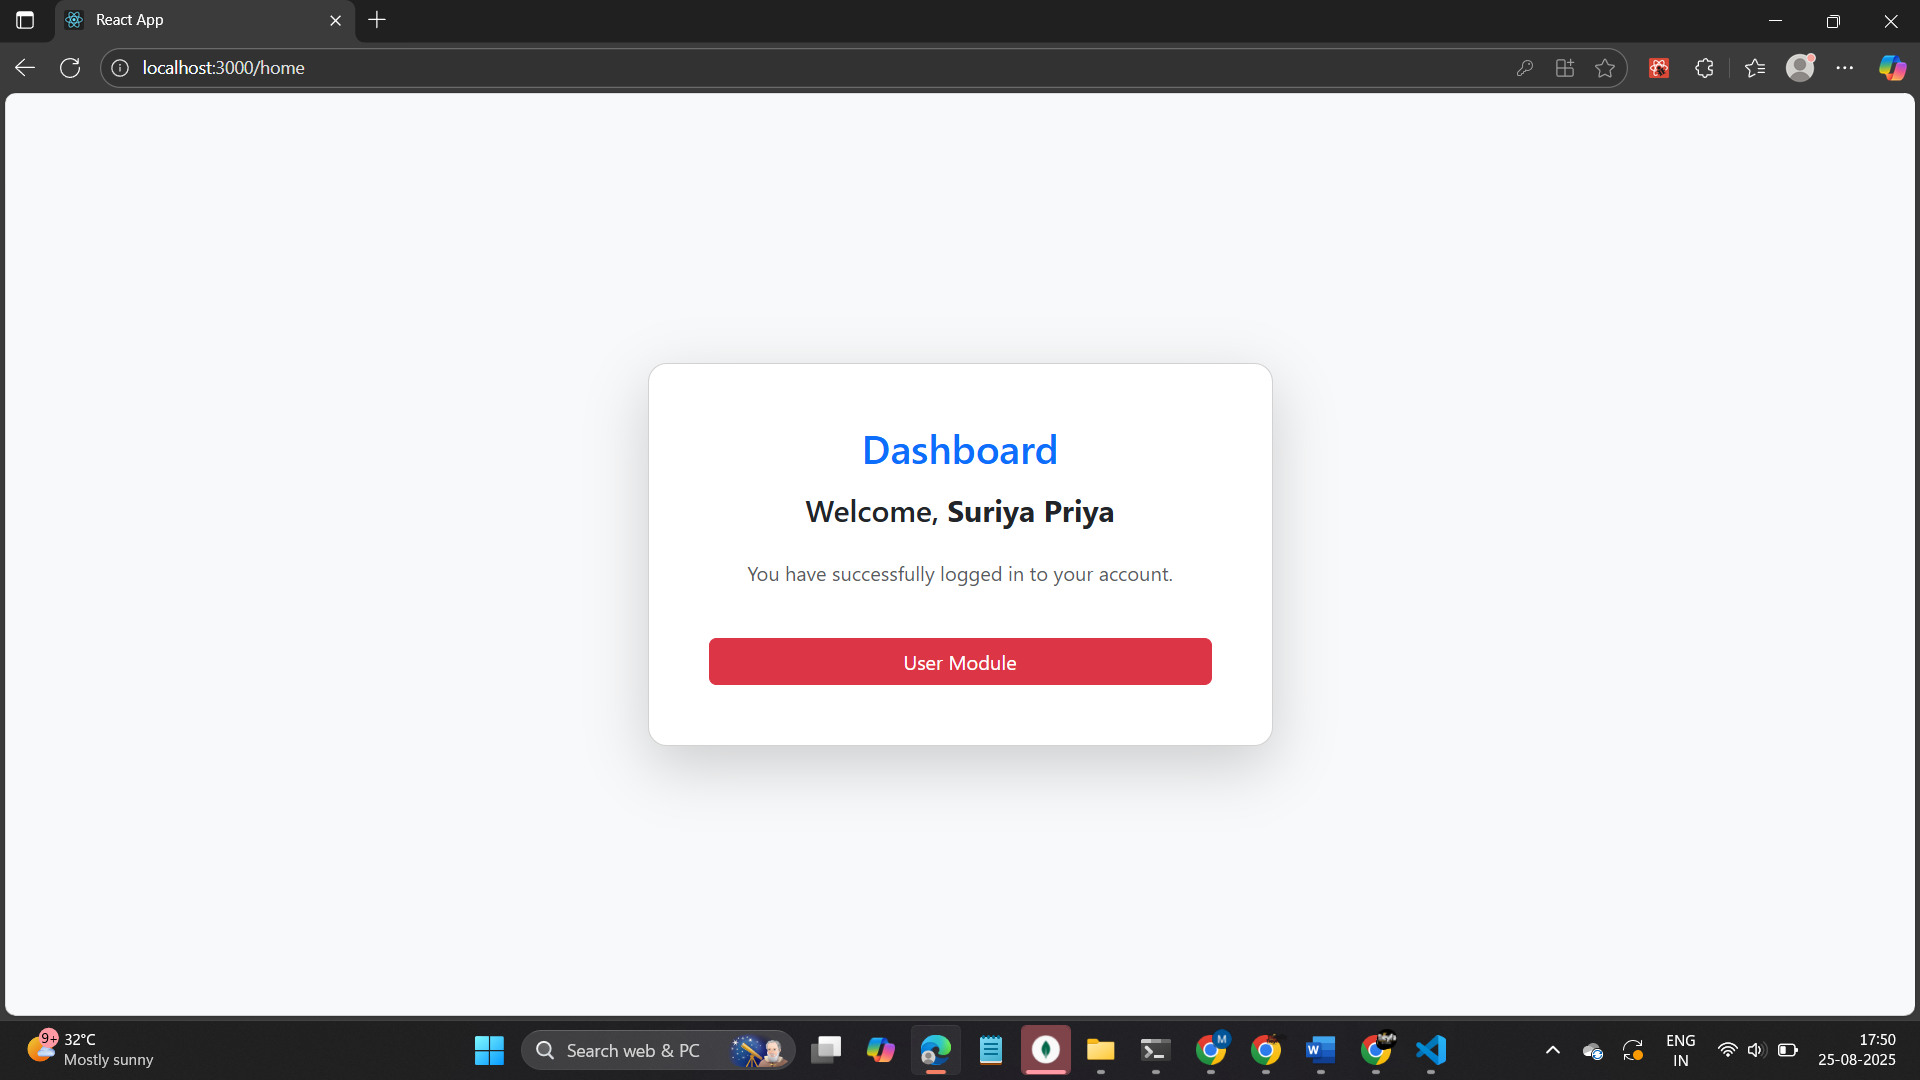 React App
localhost:3000/home
Dashboard
Welcome, Suriya Priya
You have successfully logged in to your account.
User Module
9+
32°C
Mostly sunny
Search web & PC
M
W
ENG
IN
17:50
25-08-2025